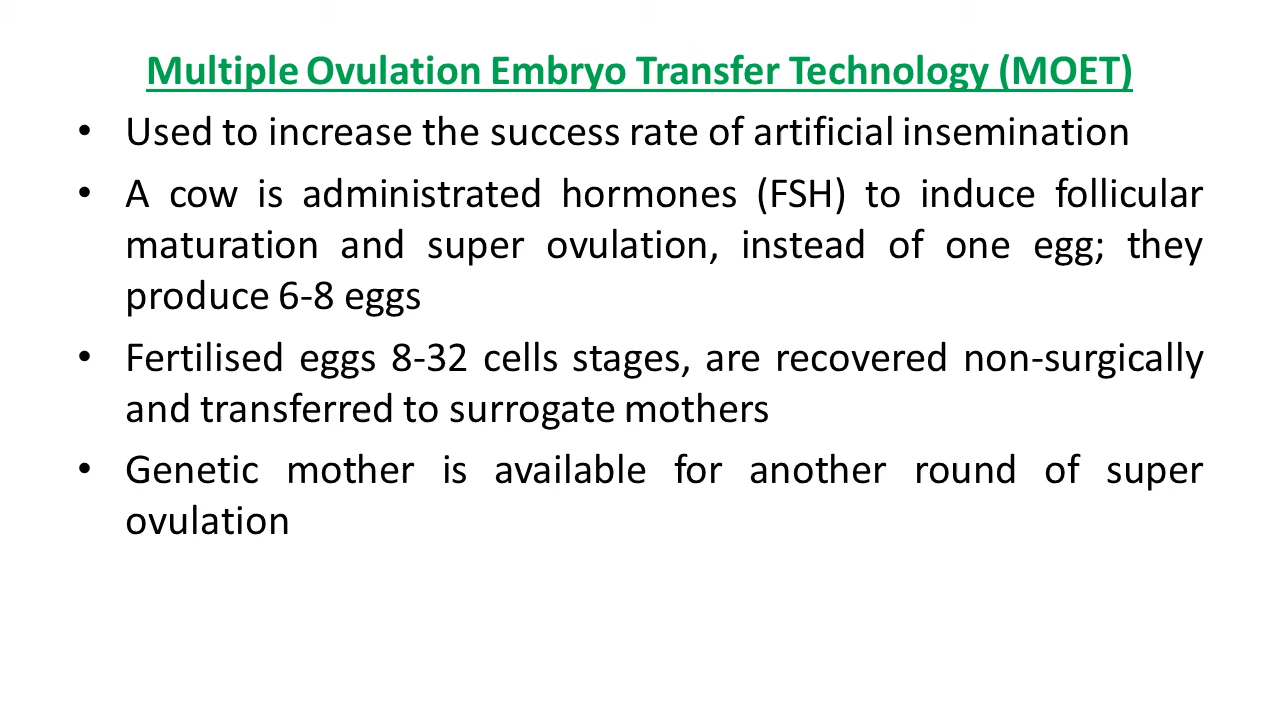 Multiple Ovulation Embryo Transfer Technology (MOET)
• Used to increase the success rate of artificial insemination
• A cow is administrated hormones (FSH) to induce follicular
maturation and super ovulation, instead of one egg; they
produce 6-8 eggs
• Fertilised eggs 8-32 cells stages, are recovered non-surgically
and transferred to surrogate mothers
• Genetic mother is available for another round of super
ovulation